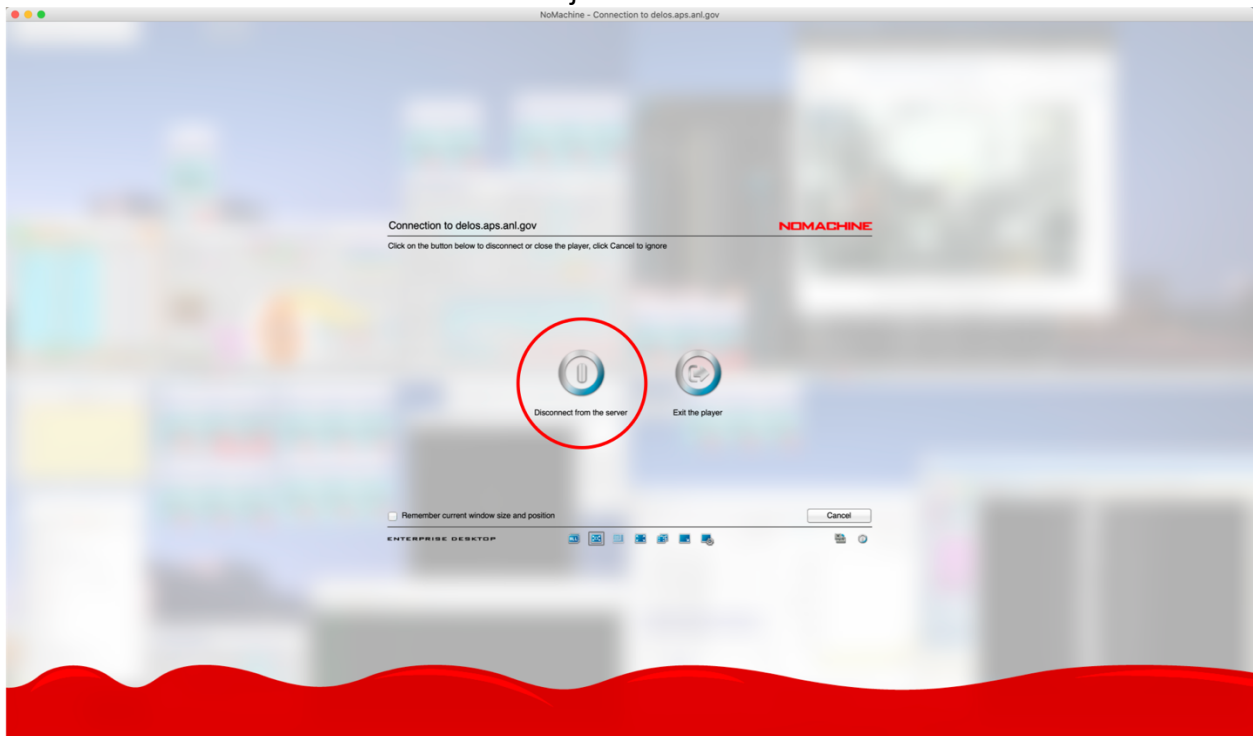 NoMachine - Connection to delos.aps.anl.gov
Connection to delos.aps.anl.gov
NOMACHINE
Click on the button below to disconnect or close the player, click Cancel to ignore
Disconnect from the server
Exit the player
Remember current window size and position
Cancel
ENTERPRISE DESKTOP